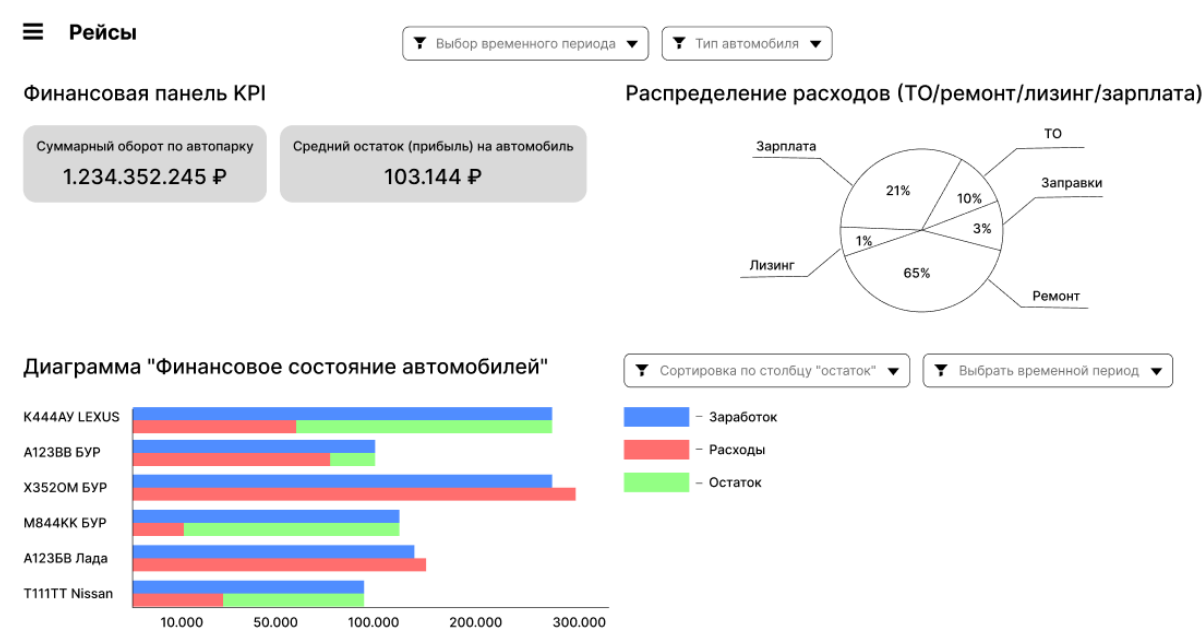 Рейсы
Выбор временного периода
Тип автомобиля
Финансовая панель KPI
Суммарный оборот по автопарку
1.234.352.245 ₽
Средний остаток (прибыль) на автомобиль
103.144 ₽
Распределение расходов (ТО/ремонт/лизинг/зарплата)
Зарплата
ТО
Заправки
21%
10%
3%
1%
65%
Лизинг
Ремонт
Диаграмма "Финансовое состояние автомобилей"
Сортировка по столбцу "остаток"
Выбрать временной период
– Заработок
– Расходы
– Остаток
К444АУ LEXUS
А123ВВ БУР
Х352ОМ БУР
М844КК БУР
А123БВ Лада
Т111ТТ Nissan
10.000
50.000
100.000
200.000
300.000